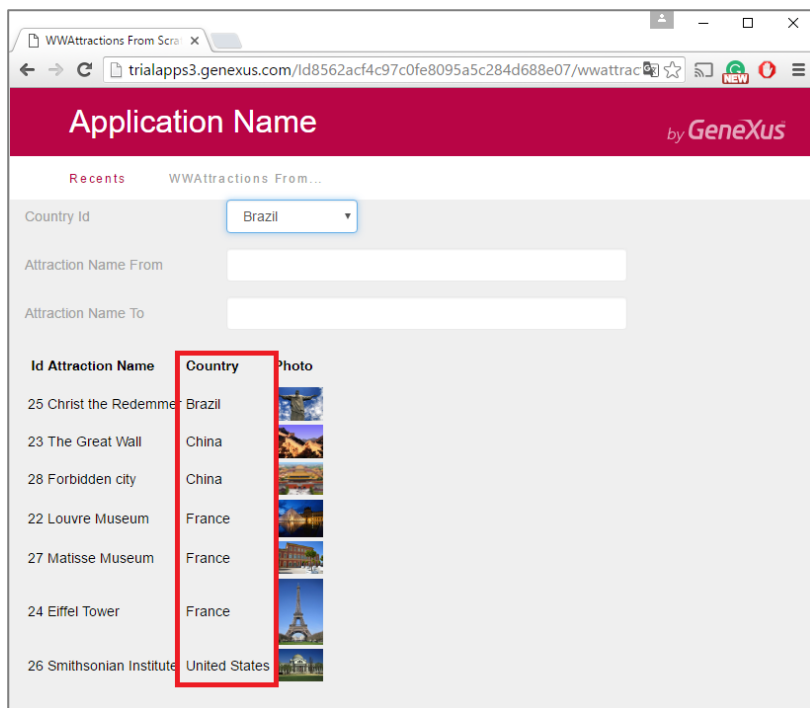 WWAttractions From Scra
trialapps3.genexus.com/Id8562acf4c97c0fe8095a5c284d688e07/wwattrac
NEW
Application Name
by GeneXus
Recents WWAttractions From...
Country Id Brazil
Attraction Name From
Attraction Name To
Id Attraction Name Country Photo
25 Christ the Redemmer Brazil
23 The Great Wall China
28 Forbidden city China
22 Louvre Museum France
27 Matisse Museum France
24 Eiffel Tower France
26 Smithsonian Institute United States